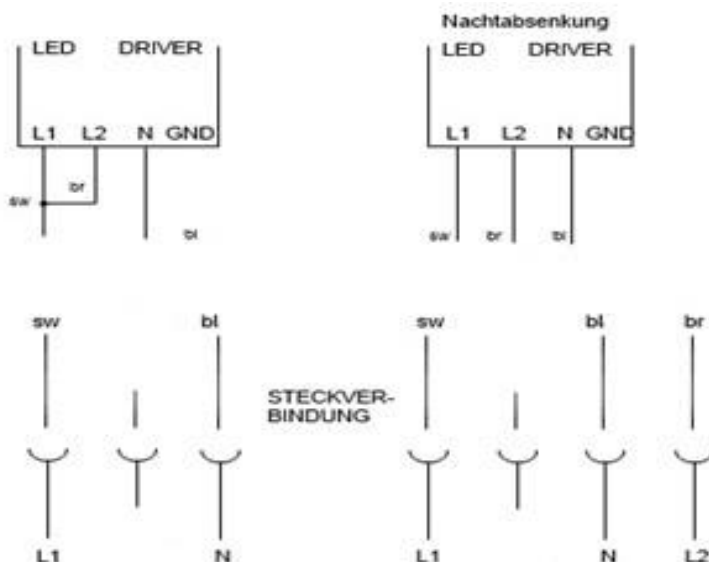 Nachtabsenkung
LED DRIVER
L1 L2 N GND
sw br bl
LED DRIVER
L1 L2 N GND
sw br bl
sw bl
STECKVER-
BINDUNG
sw bl br
L1 N
L1 N L2